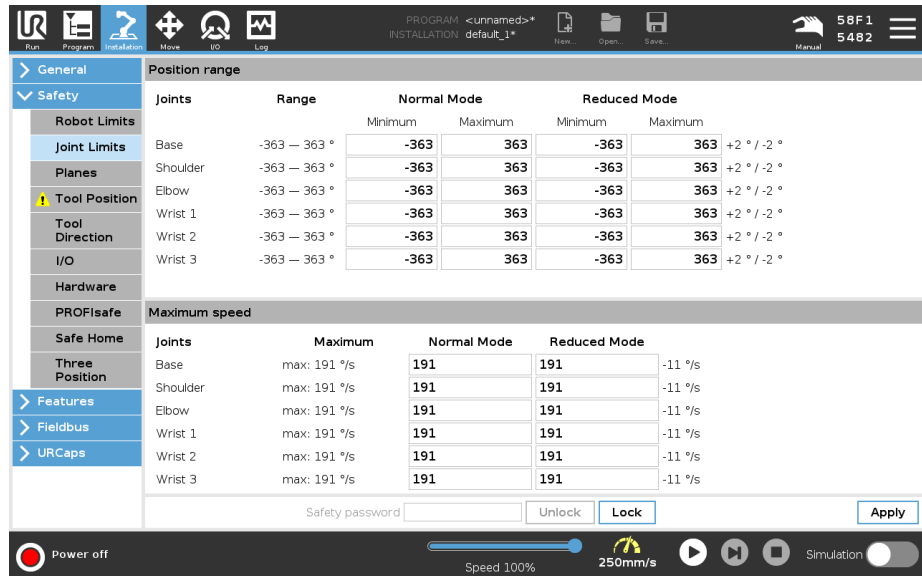 PROGRAM <unnamed>*
INSTALLATION default_1*
UR
Run Program Installation Move I/O Log New... Open... Save... Manual
58F1
5482
General
Safety
Robot Limits
Joint Limits
Planes
Tool Position
Tool
Direction
I/O
Hardware
PROFIsafe
Safe Home
Three
Position
Features
Fieldbus
URCaps
Position range
Joints Range Normal Mode Reduced Mode
Minimum Maximum Minimum Maximum
Base -363 — 363 ° -363 363 -363 363 +2 ° / -2 °
Shoulder -363 — 363 ° -363 363 -363 363 +2 ° / -2 °
Elbow -363 — 363 ° -363 363 -363 363 +2 ° / -2 °
Wrist 1 -363 — 363 ° -363 363 -363 363 +2 ° / -2 °
Wrist 2 -363 — 363 ° -363 363 -363 363 +2 ° / -2 °
Wrist 3 -363 — 363 ° -363 363 -363 363 +2 ° / -2 °
Maximum speed
Joints Maximum Normal Mode Reduced Mode
Base max: 191 °/s 191 191 -11 °/s
Shoulder max: 191 °/s 191 191 -11 °/s
Elbow max: 191 °/s 191 191 -11 °/s
Wrist 1 max: 191 °/s 191 191 -11 °/s
Wrist 2 max: 191 °/s 191 191 -11 °/s
Wrist 3 max: 191 °/s 191 191 -11 °/s
Safety password Unlock Lock Apply
Power off
Speed 100%
250mm/s
Simulation